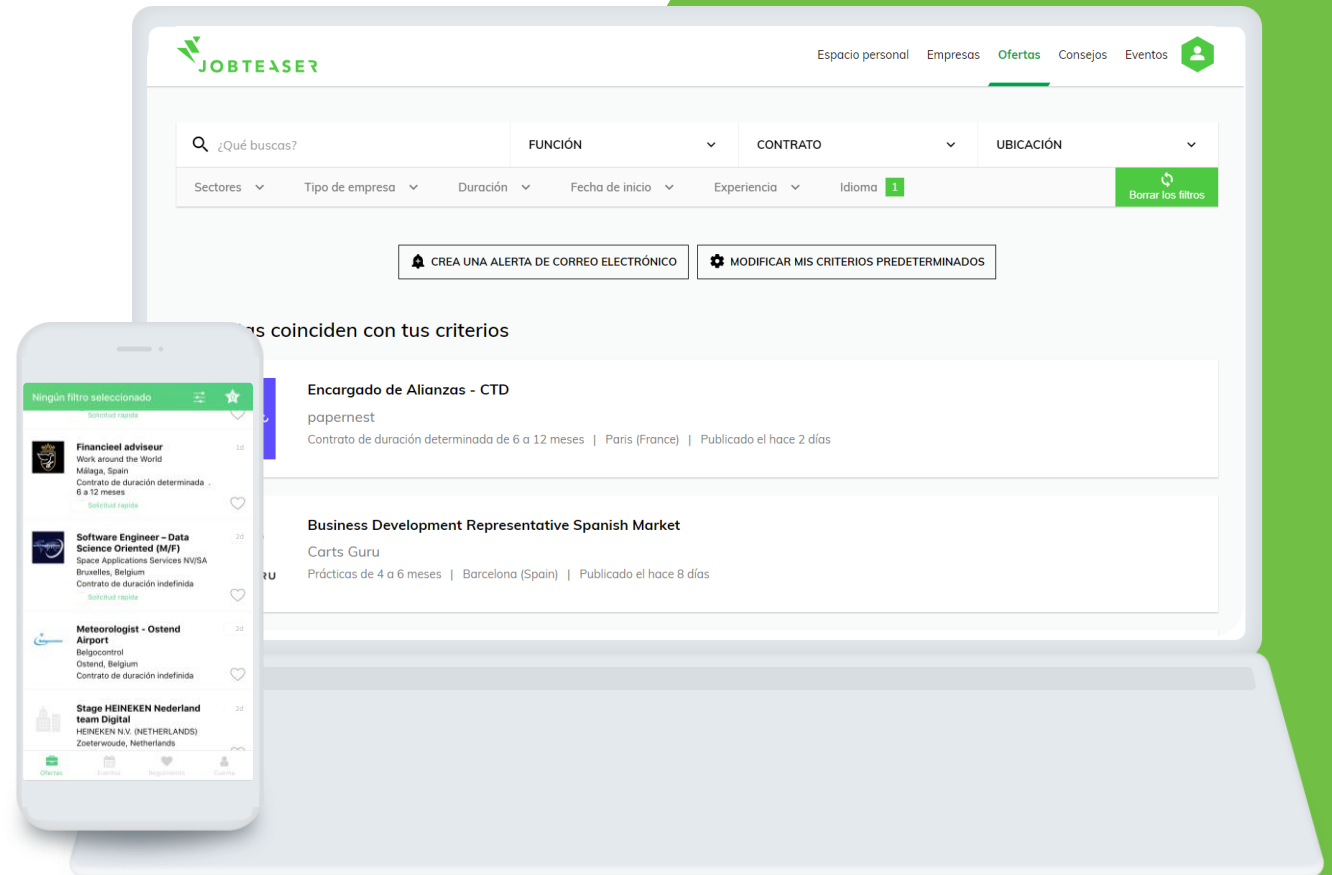 JOBTEASER
Espacio personal Empresas Ofertas Consejos Eventos
¿Qué buscas? FUNCIÓN CONTRATO UBICACIÓN
Sectores Tipo de empresa Duración Fecha de inicio Experiencia Idioma 1
Borrar los filtros
CREA UNA ALERTA DE CORREO ELECTRÓNICO MODIFICAR MIS CRITERIOS PREDETERMINADOS
coinciden con tus criterios
Encargado de Alianzas - CTD
papernest
Contrato de duración determinada de 6 a 12 meses | Paris (France) | Publicado el hace 2 días
Business Development Representative Spanish Market
Carts Guru
RU
Prácticas de 4 a 6 meses | Barcelona (Spain) | Publicado el hace 8 días
Ningún filtro seleccionado
Solicitud rapida
Financieel adviseur 1d
Work around the World
Málaga, Spain
Contrato de duración determinada .
6 a 12 meses
Solicitud rapida
Software Engineer – Data 2d
Science Oriented (M/F)
Space Applications Services NV/SA
Bruxelles, Belgium
Contrato de duración indefinida
Solicitud rapida
Meteorologist - Ostend 2d
Airport
Belgocontrol
Ostend, Belgium
Contrato de duración indefinida
Stage HEINEKEN Nederland 2d
team Digital
HEINEKEN N.V. (NETHERLANDS)
Zoeterwoude, Netherlands
Ofertas Eventos Seguimiento Cuenta